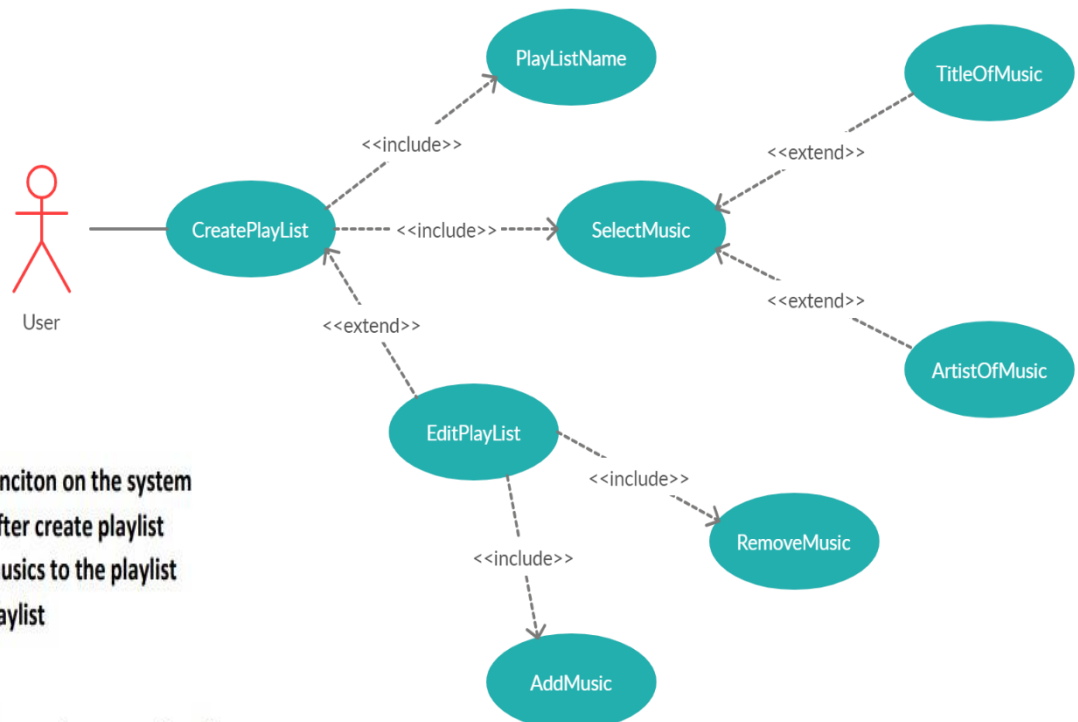 PlayListName
TitleOfMusic
<<include>>
<<extend>>
CreatePlayList
<<include>>
SelectMusic
User
<<extend>>
<<extend>>
ArtistOfMusic
EditPlayList
<<include>>
RemoveMusic
<<include>>
AddMusic
nciton on the system
fter create playlist
usics to the playlist
aylist